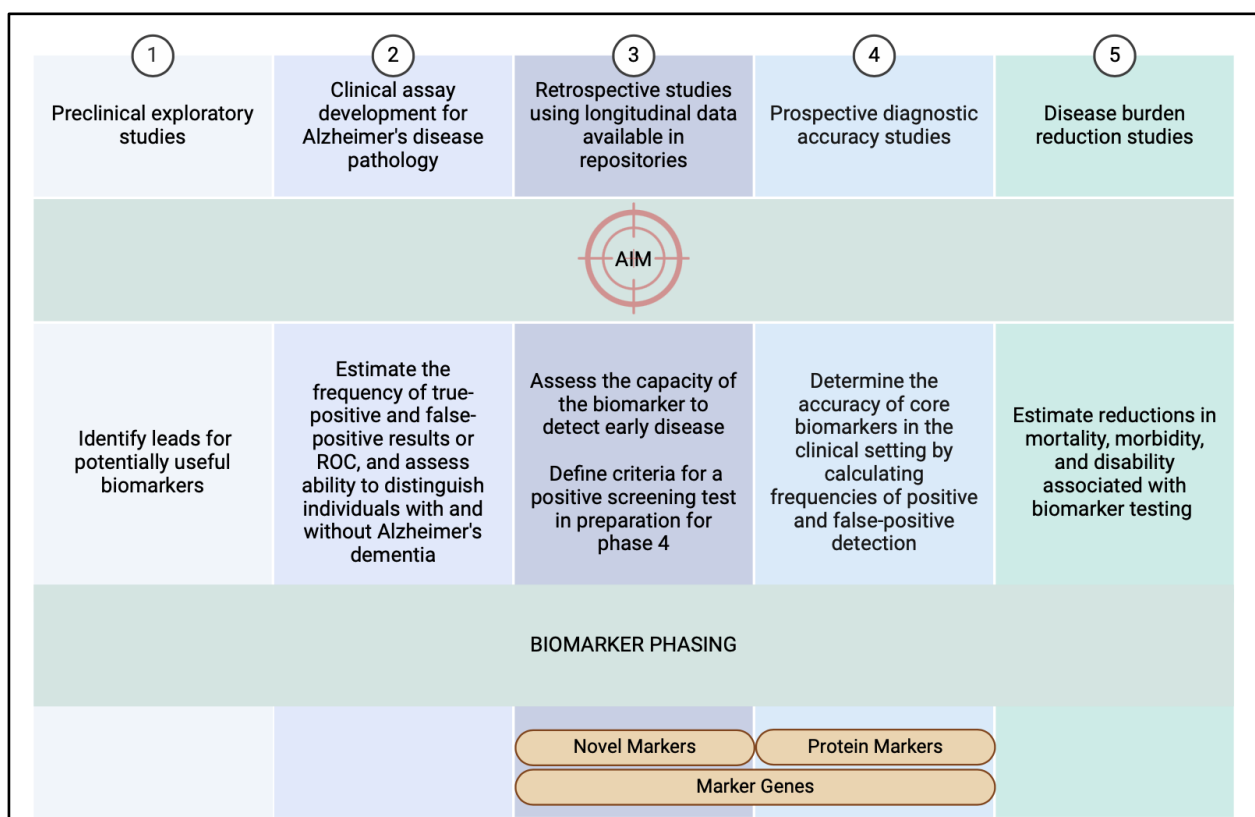 1
2
3
4
5
Preclinical exploratory
studies
Clinical assay
development for
Alzheimer's disease
pathology
Retrospective studies
using longitudinal data
available in
repositories
Prospective diagnostic
accuracy studies
Disease burden
reduction studies
AIM
Identify leads for
potentially useful
biomarkers
Estimate the
frequency of true-
positive and false-
positive results or
ROC, and assess
ability to distinguish
individuals with and
without Alzheimer's
dementia
Assess the capacity of
the biomarker to
detect early disease
Define criteria for a
positive screening test
in preparation for
phase 4
Determine the
accuracy of core
biomarkers in the
clinical setting by
calculating
frequencies of positive
and false-positive
detection
Estimate reductions in
mortality, morbidity,
and disability
associated with
biomarker testing
BIOMARKER PHASING
Novel Markers
Protein Markers
Marker Genes